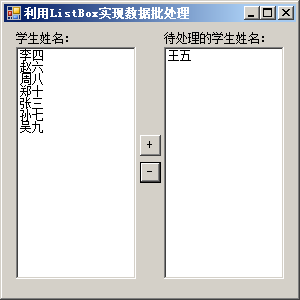 利用ListBox实现数据批处理
学生姓名:
待处理的学生姓名:
李四
赵六
周八
郑十
张三
孙七
吴九
王五
+
-